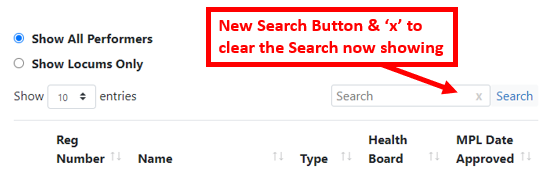 New Search Button & ‘x’ to
clear the Search now showing
Show All Performers
Show Locums Only
Show 10 entries
Search x Search
Reg Number Name Type Health Board MPL Date Approved